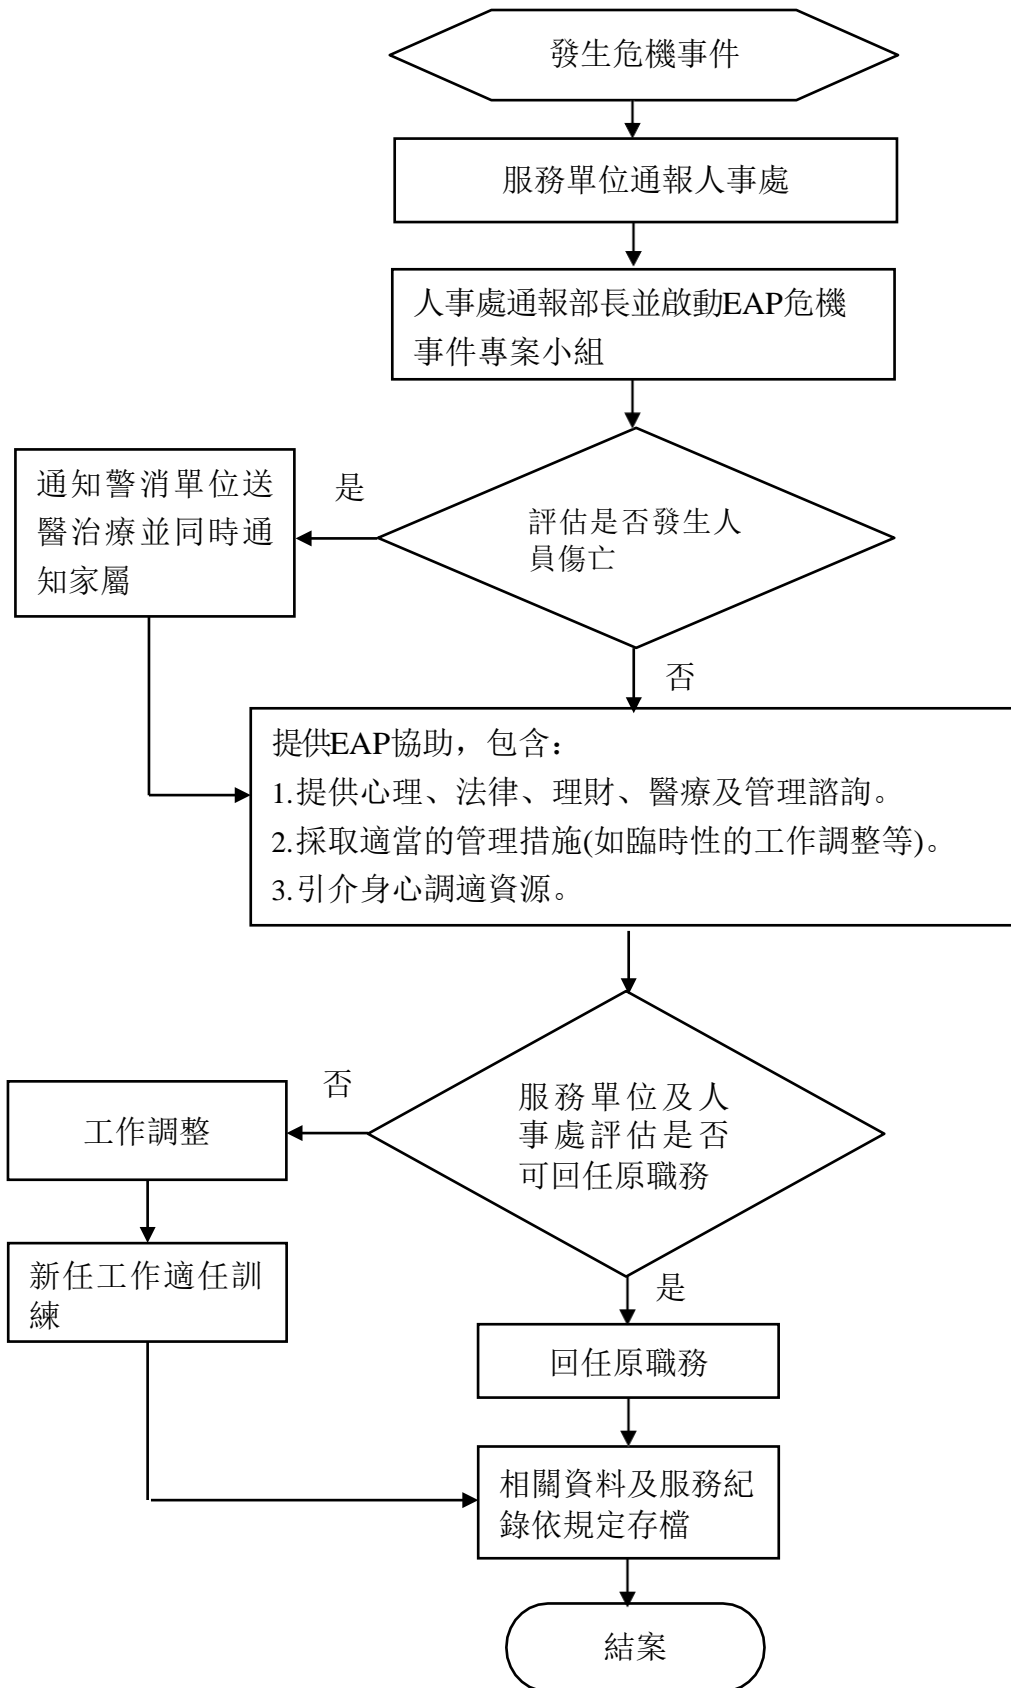 發生危機事件
服務單位通報人事處
人事處通報部長並啟動EAP危機
事件專案小組
通知警消單位送
醫治療並同時通
知家屬
是
評估是否發生人
員傷亡
否
提供EAP協助，包含：
1.提供心理、法律、理財、醫療及管理諮詢。
2.採取適當的管理措施(如臨時性的工作調整等)。
3.引介身心調適資源。
否
服務單位及人
事處評估是否
可回任原職務
工作調整
新任工作適任訓
練
是
回任原職務
相關資料及服務紀
錄依規定存檔
結案